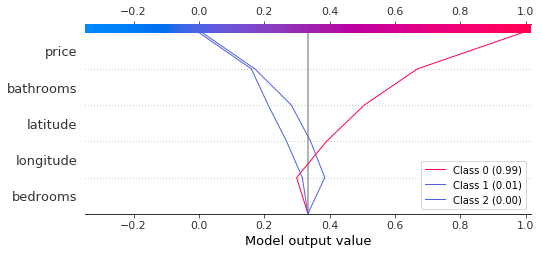 −0.2 0.0 0.2 0.4 0.6 0.8 1.0
price
bathrooms
latitude
longitude
bedrooms
Class 0 (0.99)
Class 1 (0.01)
Class 2 (0.00)
−0.2 0.0 0.2 0.4 0.6 0.8 1.0
Model output value